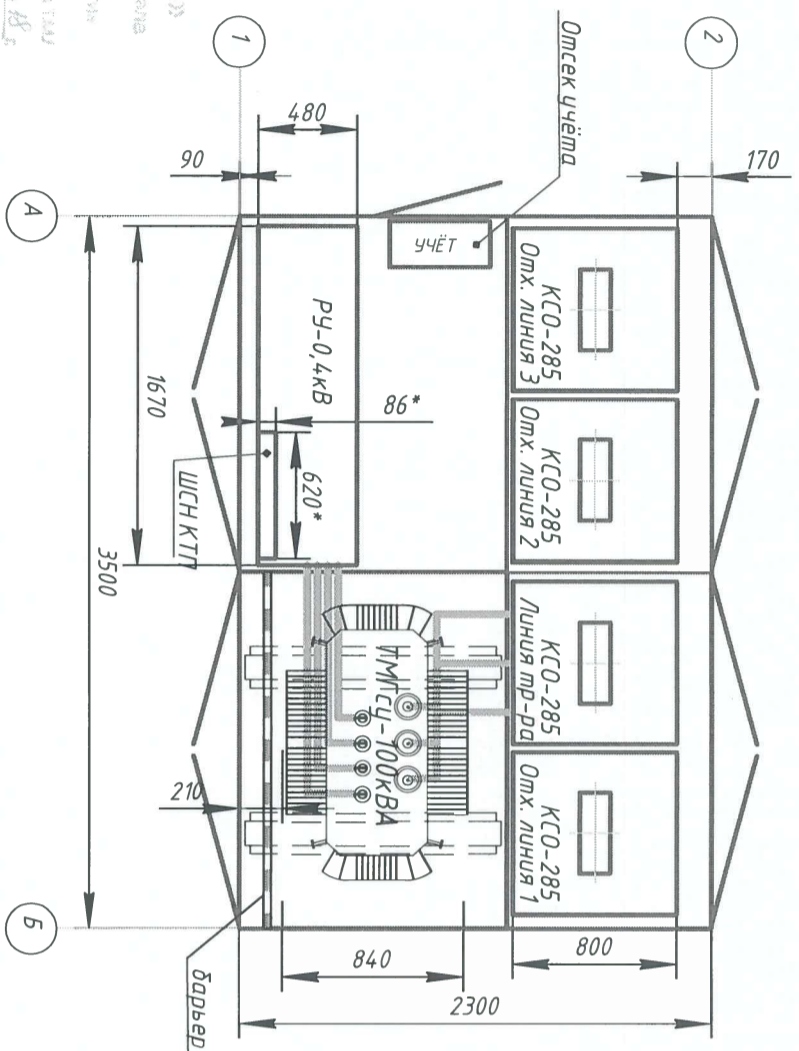 2
1
А
Б
Отсек учёта
УЧЁТ
170
480
90
КСО-285
Отх. линия 3
КСО-285
Отх. линия 2
КСО-285
Линия тр-ра
КСО-285
Отх. линия 1
РУ-0,4кВ
86*
620*
ШСН КТП
1670
3500
ТМГсу-100кВА
210
барьер
840
800
2300